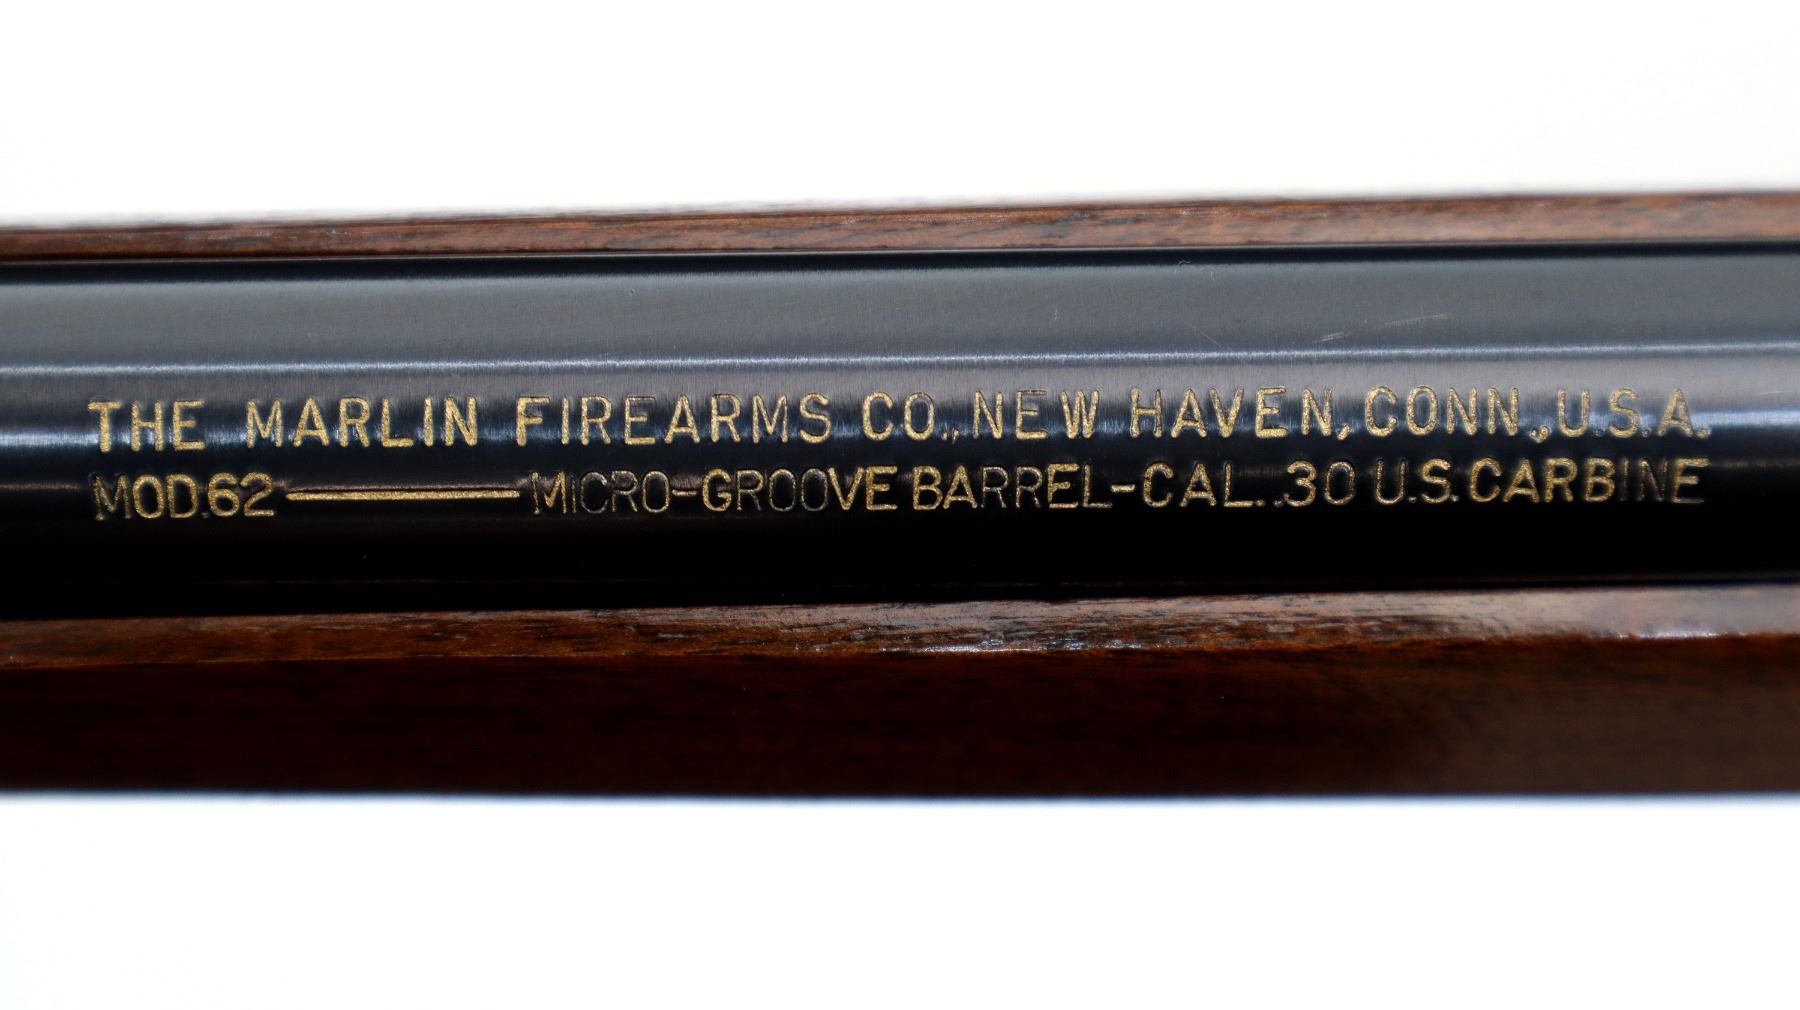 THE MARLIN FIREARMS CO., NEW HAVEN, CONN., U.S.A.
MOD.62———MICRO-GROOVE BARREL-CAL. .30 U.S. CARBINE